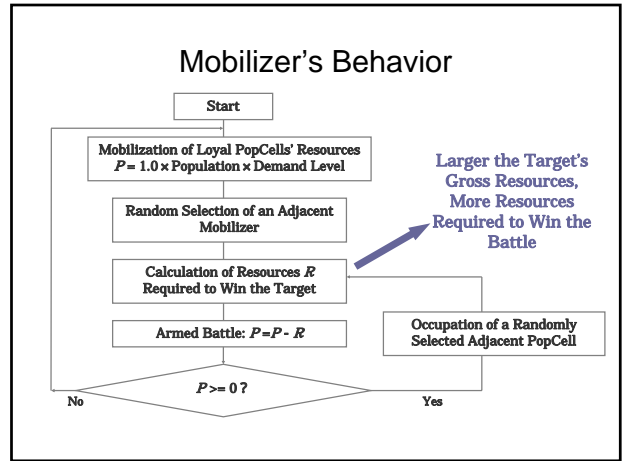 Mobilizer's Behavior
Start
Mobilization of Loyal PopCells' Resources
P = 1.0 × Population × Demand Level
Random Selection of an Adjacent
Mobilizer
Calculation of Resources R
Required to Win the Target
Armed Battle: P=P - R
P >= 0 ?
No
Yes
Occupation of a Randomly
Selected Adjacent PopCell
Larger the Target's
Gross Resources,
More Resources
Required to Win the
Battle